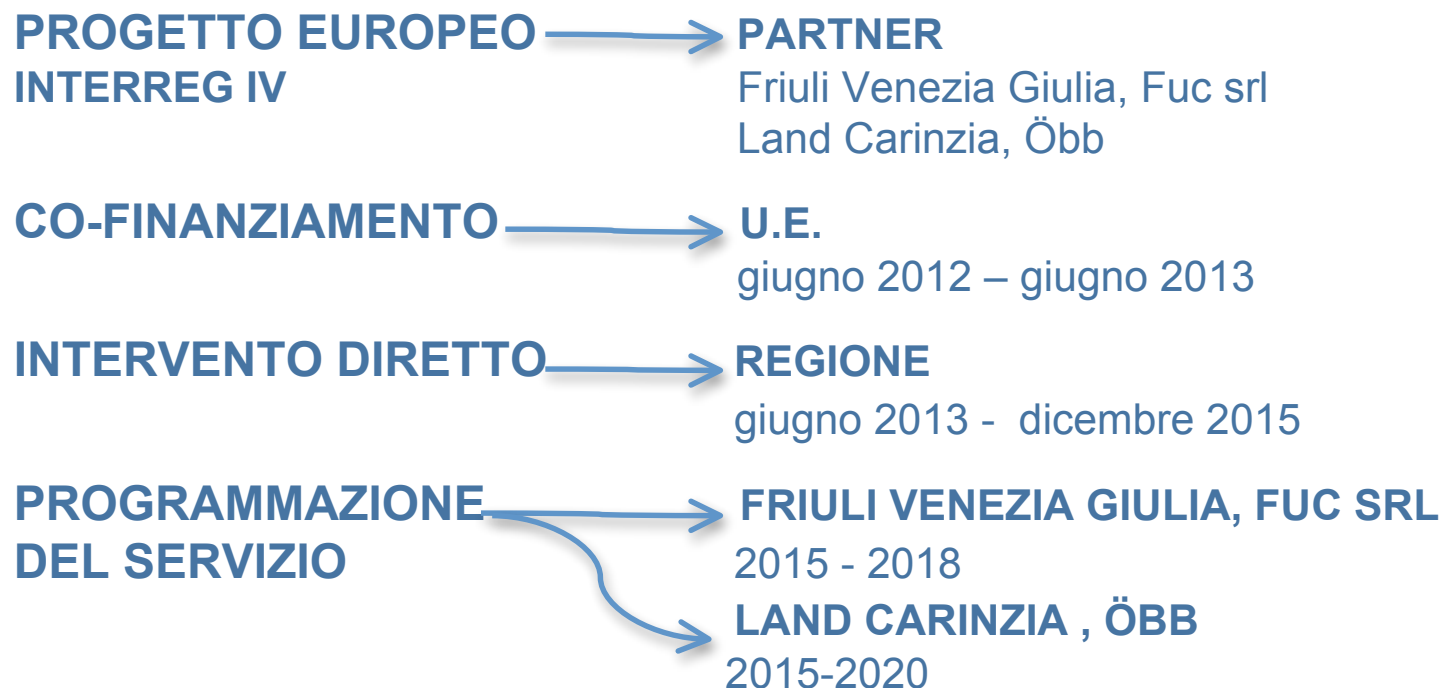 PROGETTO EUROPEO
INTERREG IV
PARTNER
Friuli Venezia Giulia, Fuc srl
Land Carinzia, Öbb
CO-FINANZIAMENTO
U.E.
giugno 2012 – giugno 2013
INTERVENTO DIRETTO
REGIONE
giugno 2013 - dicembre 2015
PROGRAMMAZIONE
DEL SERVIZIO
FRIULI VENEZIA GIULIA, FUC SRL
2015 - 2018
LAND CARINZIA , ÖBB
2015-2020